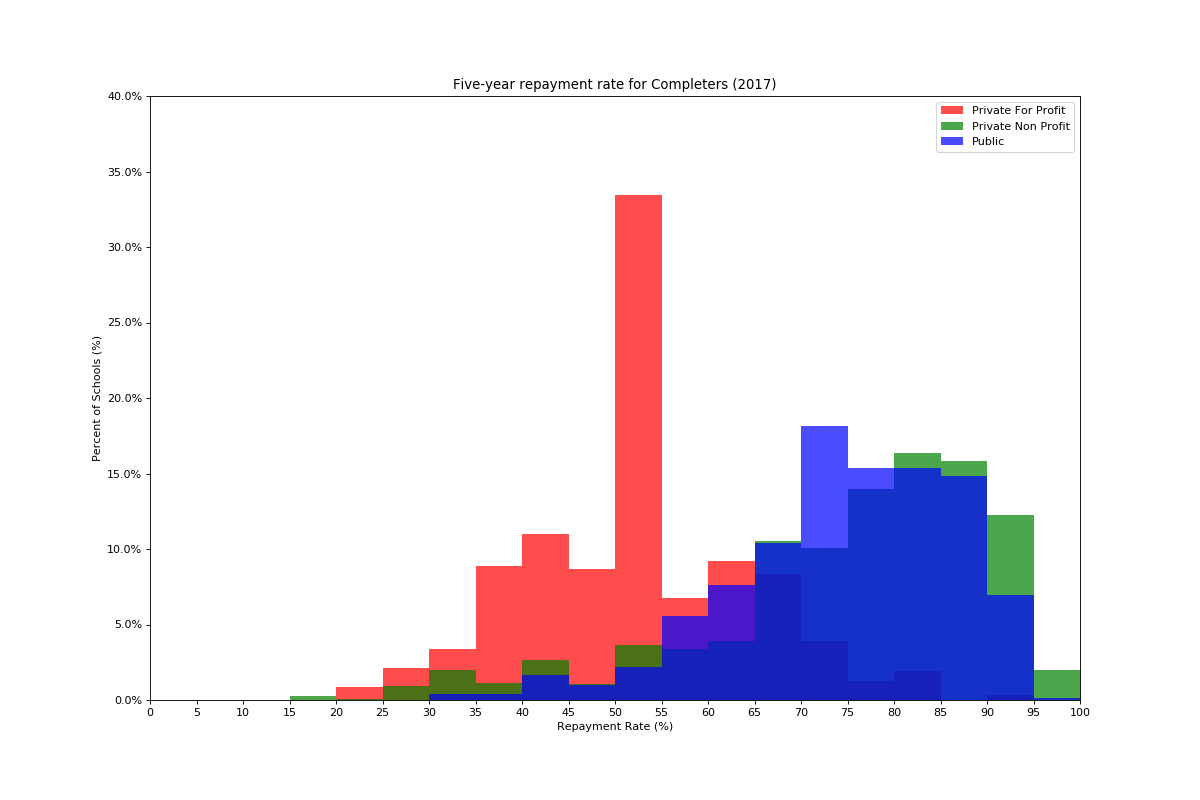 Five-year repayment rate for Completers (2017)
40.0%
35.0%
30.0%
25.0%
20.0%
15.0%
10.0%
5.0%
0.0%
Percent of Schools (%)
Private For Profit
Private Non Profit
Public
0 5 10 15 20 25 30 35 40 45 50 55 60 65 70 75 80 85 90 95 100
Repayment Rate (%)